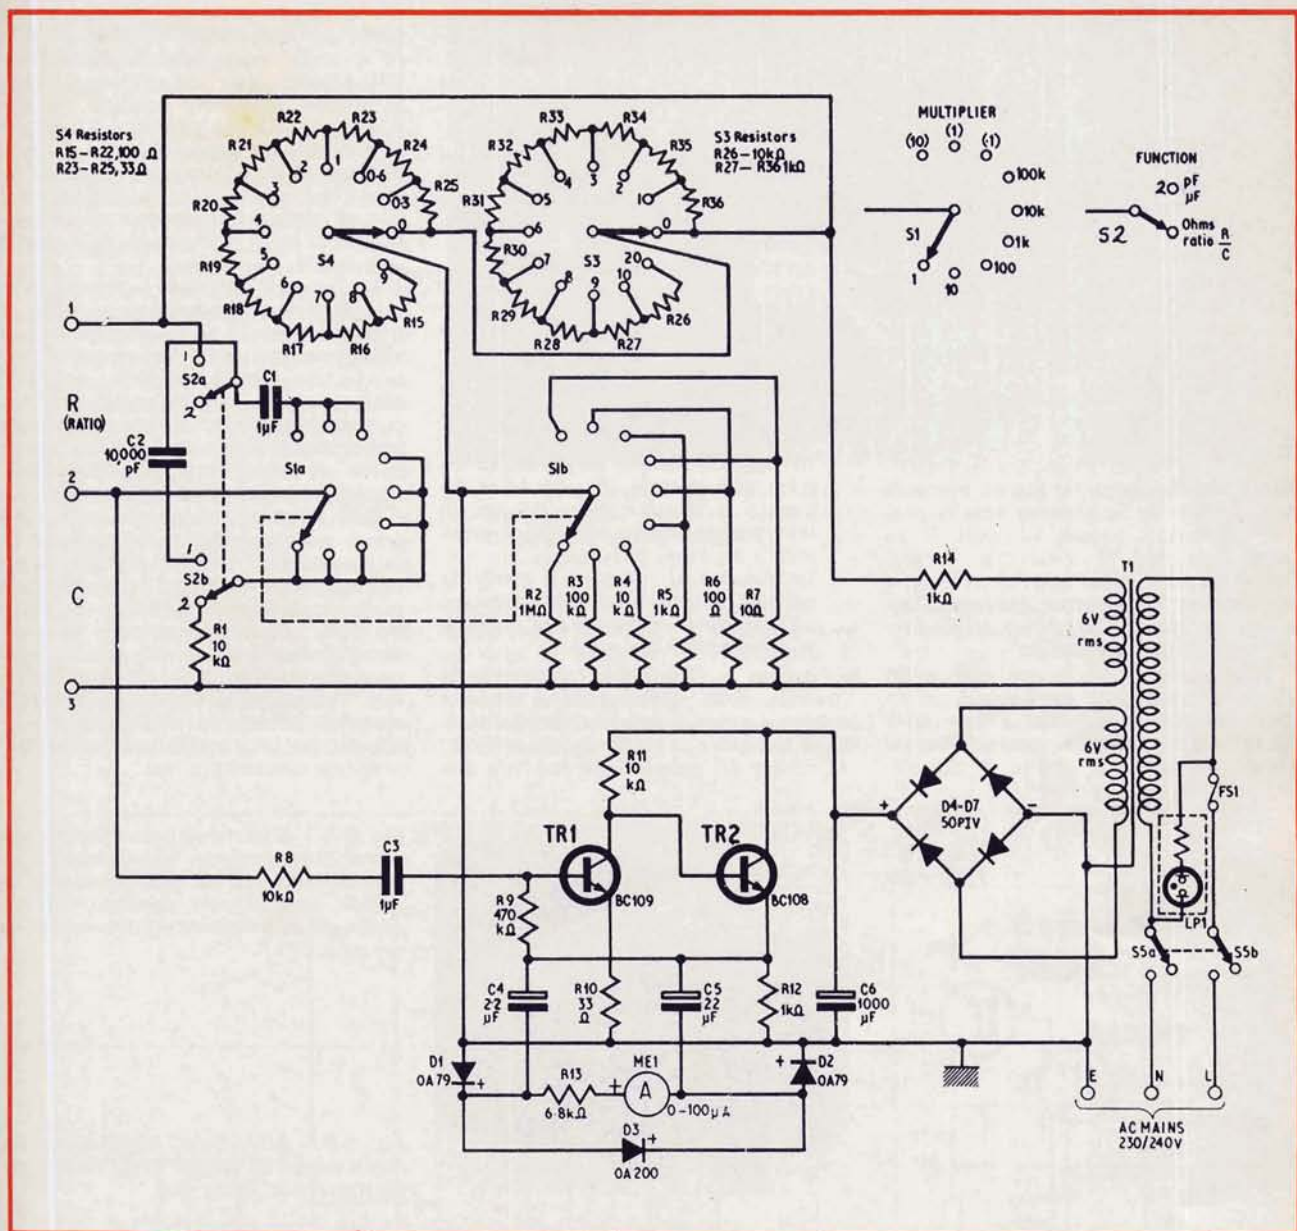 S4 Resistors
R15-R22,100 Ω
R23-R25,33Ω
R22
R23
R21
R24
R20
R25
R19
R18
R17
R16
R15
2
1
0·6
3
0·3
4
0
5
S4
9
6
7
8
R33
R34
R32
R35
R31
R36
R30
R29
R28
R27
R26
4
3
2
5
1
6
0
7
S3
20
8
9
10
S3 Resistors
R26-10kΩ
R27-R36 1kΩ
MULTIPLIER
(10)
(1)
(·1)
100k
10k
S1
1k
1
10
100
FUNCTION
2
pF
μF
S2
Ohms
ratio R/C
1
R
(RATIO)
2
C
3
1
S2a
2
C1
1μF
C2
10,000
pF
S1a
1
S2b
2
R1
10
kΩ
S1b
R2
1MΩ
R3
100
kΩ
R4
10
kΩ
R5
1kΩ
R6
100
Ω
R7
10Ω
R14
1kΩ
T1
6V
rms
6V
rms
R11
10
kΩ
TR1
BC109
TR2
BC108
R8
10kΩ
C3
1μF
R9
470
kΩ
+
D4-D7
50PIV
-
FS1
LP1
S5a
S5b
C4
2·2
μF
R10
33
Ω
C5
22
μF
R12
1kΩ
C6
1000
μF
D1
OA79
+
R13
6·8kΩ
ME1
+
A
0-100μA
+
D2
OA79
D3
+
OA200
E
N
L
AC MAINS
230/240V